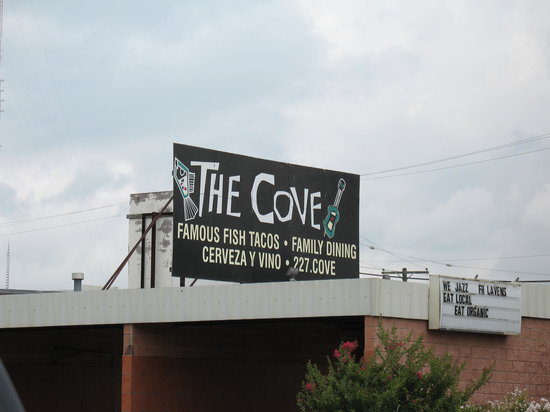 THE COVE
FAMOUS FISH TACOS • FAMILY DINING
CERVEZA Y VINO • 227.COVE
WE JAZZ FR LAVENS
EAT LOCAL
EAT ORGANIC